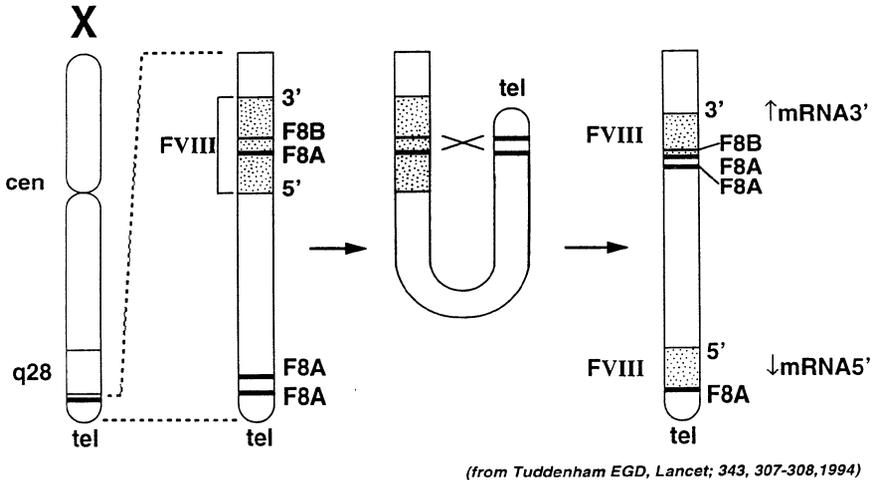 X
cen
q28
tel
FVIII
3’
F8B
F8A
5’
F8A
F8A
tel
tel
FVIII
3’
↑mRNA3’
F8B
F8A
F8A
FVIII
5’
↓mRNA5’
F8A
tel
(from Tuddenham EGD, Lancet; 343, 307-308,1994)